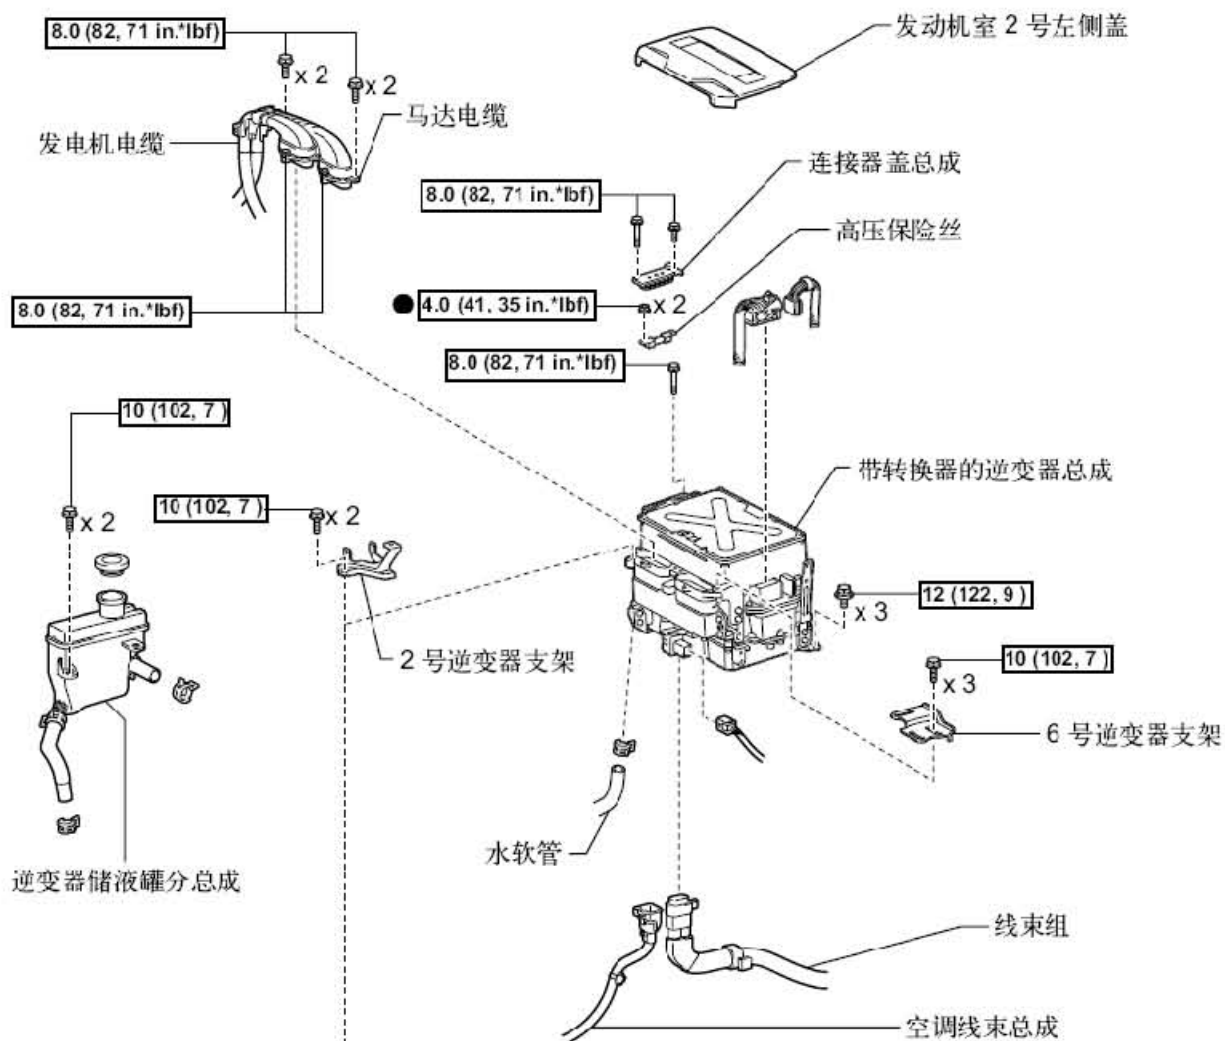 8.0 (82, 71 in.*lbf)
发动机室 2 号左侧盖
x 2
x 2
马达电缆
发电机电缆
连接器盖总成
8.0 (82, 71 in.*lbf)
高压保险丝
8.0 (82, 71 in.*lbf)
4.0 (41, 35 in.*lbf)
x 2
8.0 (82, 71 in.*lbf)
10 (102, 7 )
带转换器的逆变器总成
10 (102, 7 )
x 2
x 2
12 (122, 9 )
x 3
2 号逆变器支架
10 (102, 7 )
x 3
6 号逆变器支架
水软管
逆变器储液罐分总成
线束组
空调线束总成